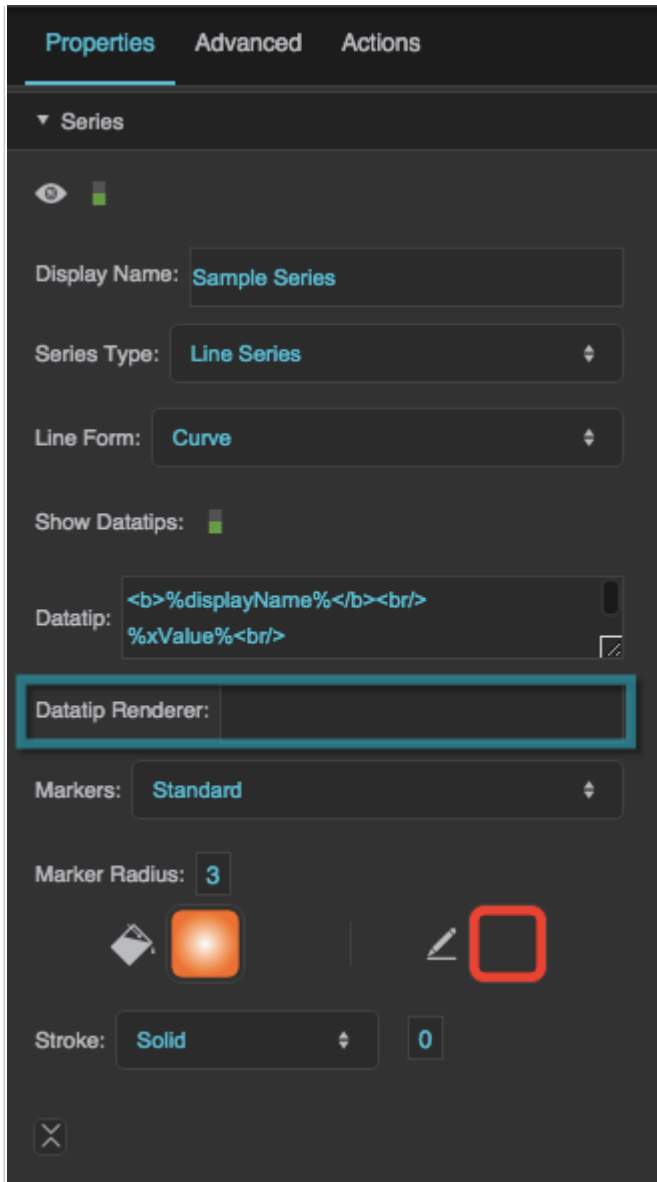 Properties Advanced Actions
Series
Display Name: Sample Series
Series Type: Line Series
Line Form: Curve
Show Datatips:
Datatip: <b>%displayName%</b><br/>
%xValue%<br/>
Datatip Renderer:
Markers: Standard
Marker Radius: 3
Stroke: Solid 0